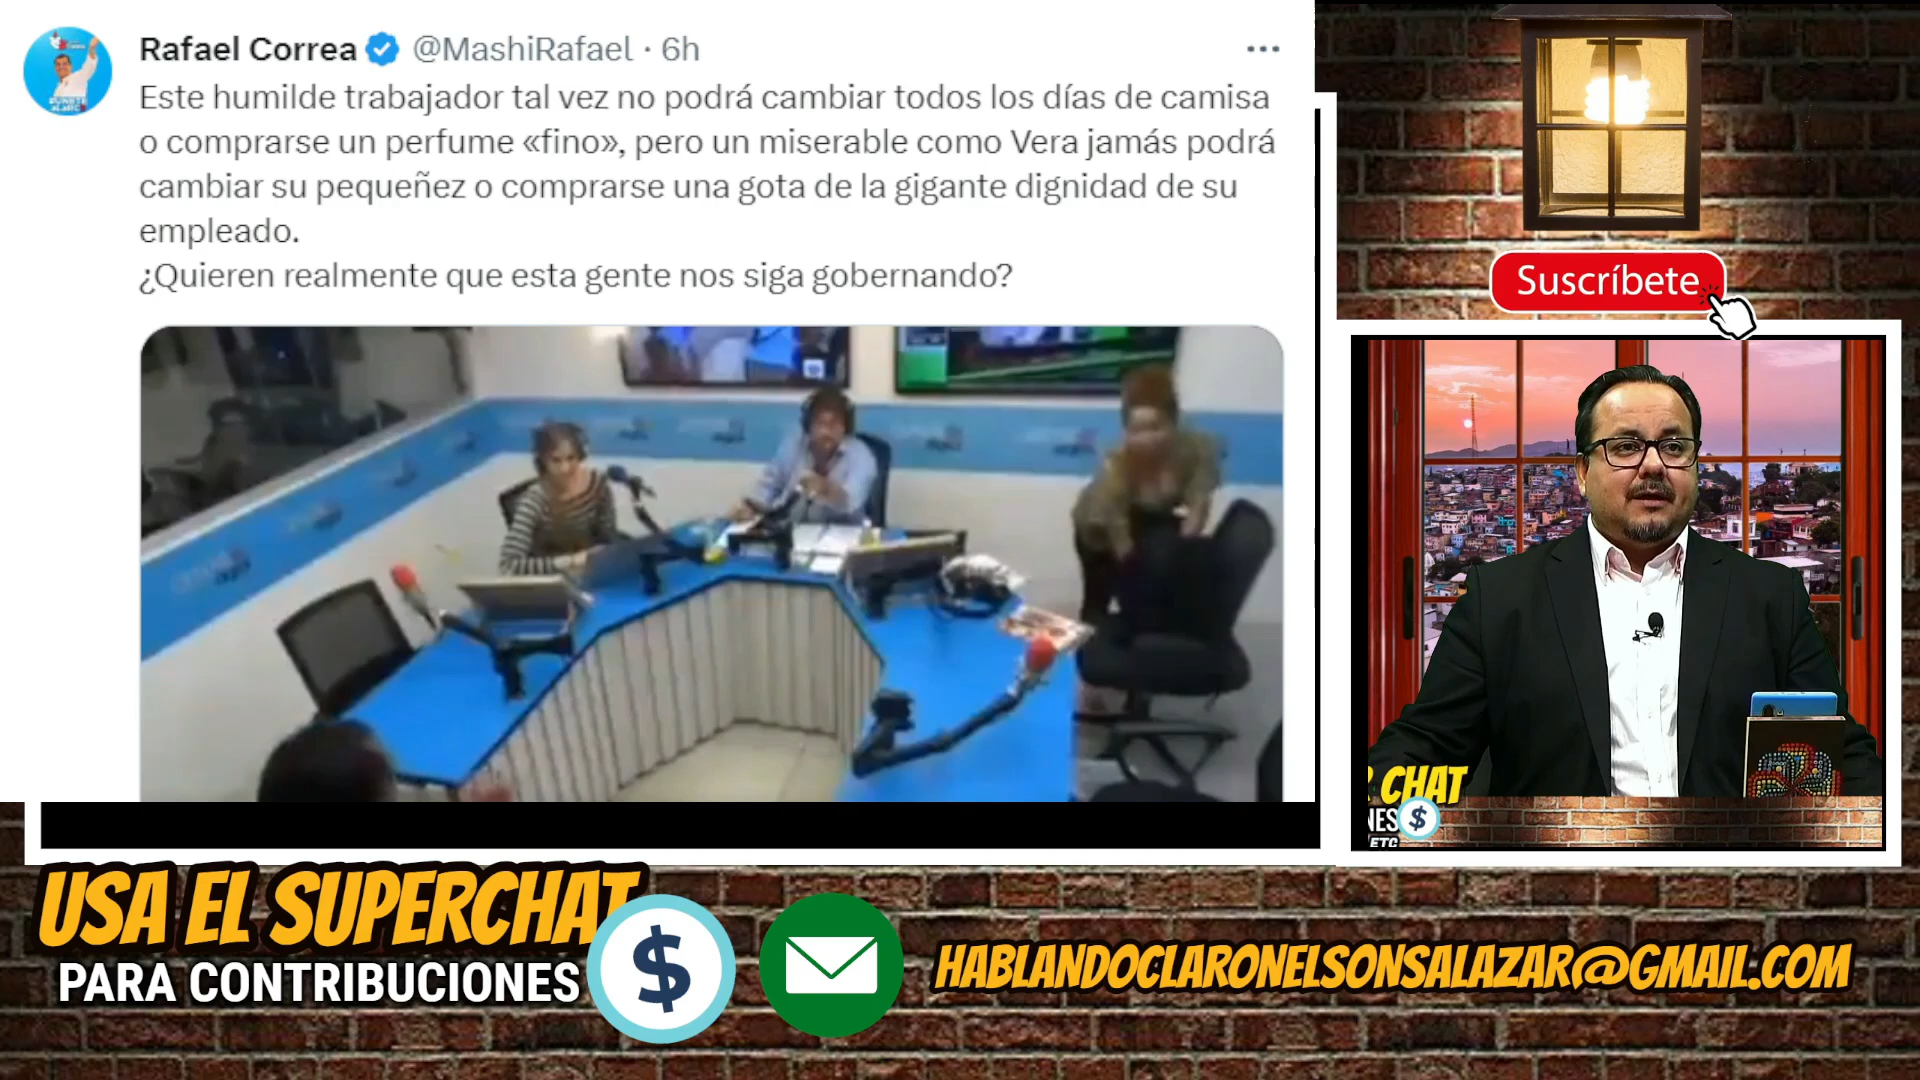 Rafael Correa @MashiRafael · 6h
Este humilde trabajador tal vez no podrá cambiar todos los días de camisa
o comprarse un perfume «fino», pero un miserable como Vera jamás podrá
cambiar su pequeñez o comprarse una gota de la gigante dignidad de su
empleado.
¿Quieren realmente que esta gente nos siga gobernando?
Suscríbete
CHAT
NES $
ETC
USA EL SUPERCHAT
PARA CONTRIBUCIONES
$
HABLANDOCLARONELSONSALAZAR@GMAIL.COM